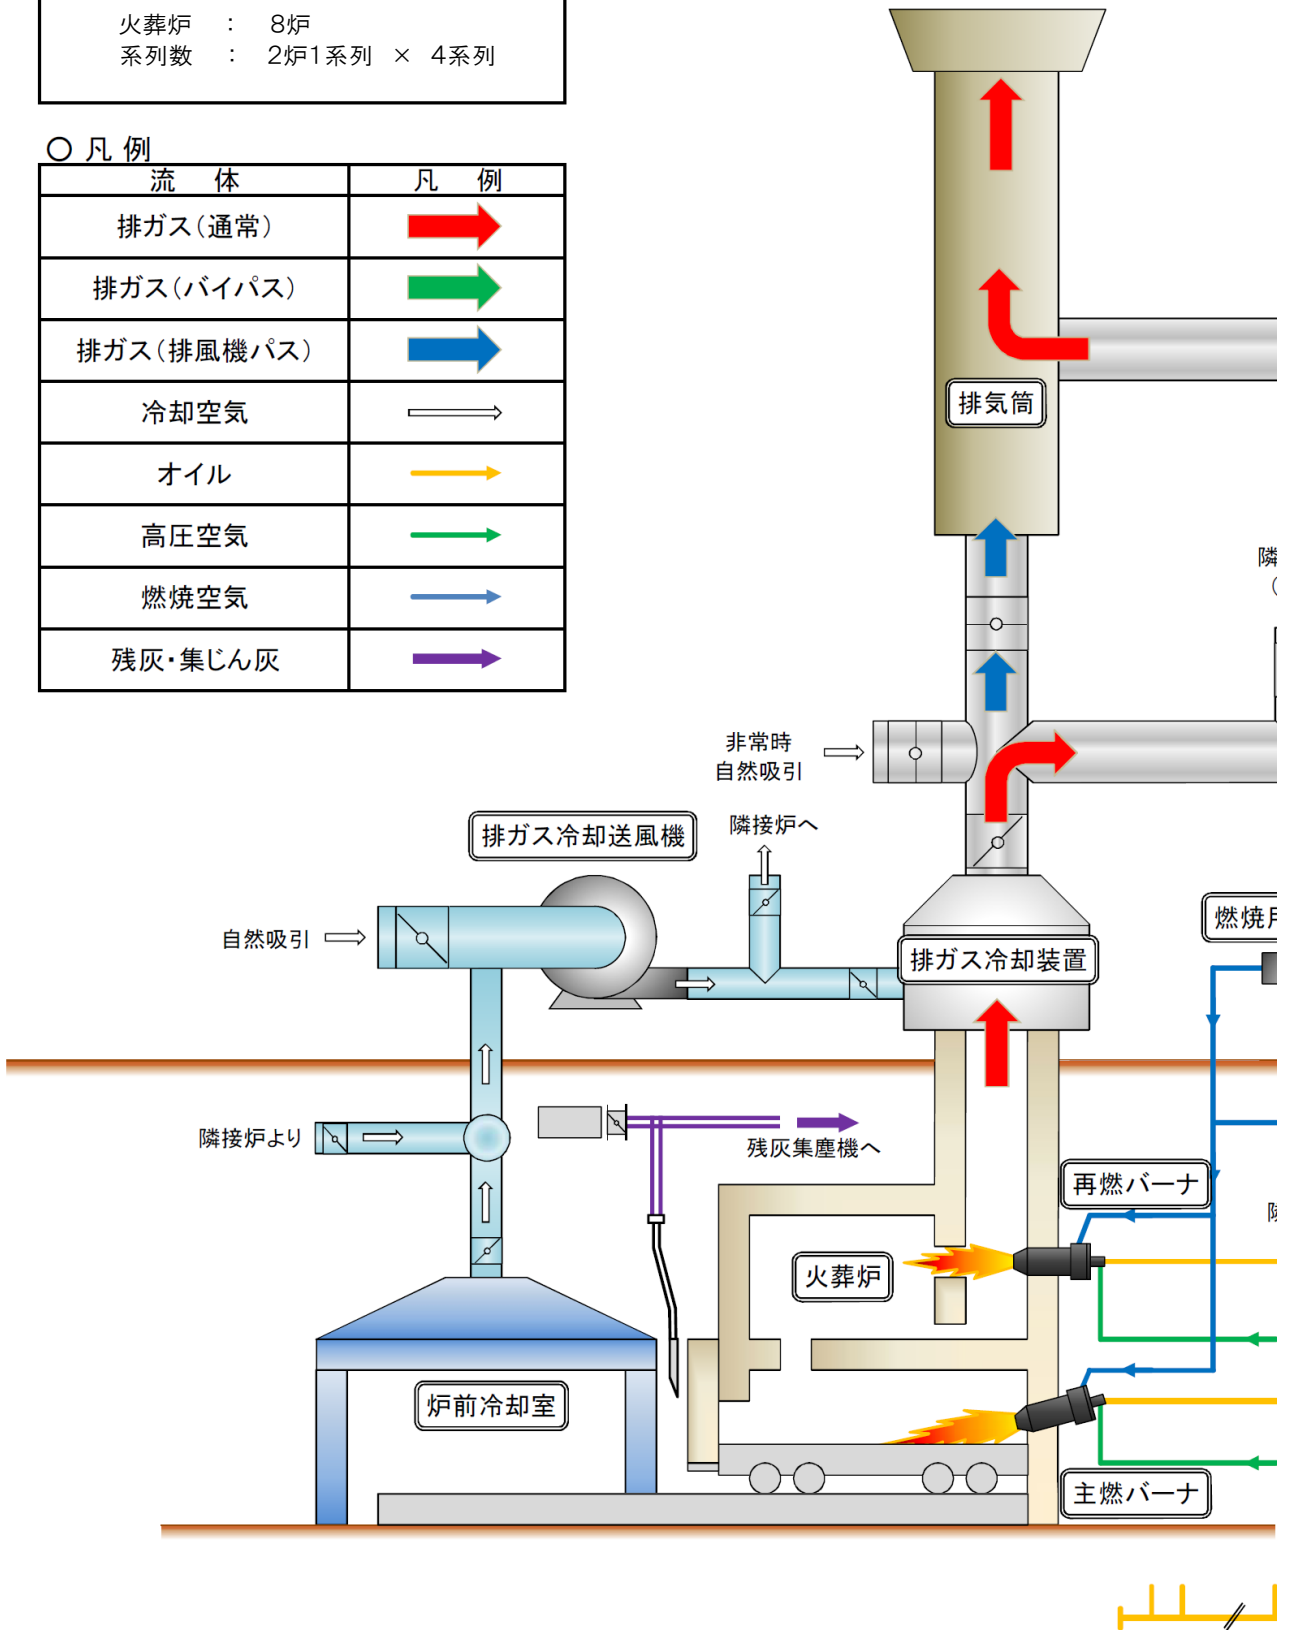 火葬炉 : 8炉
系列数 : 2炉1系列 × 4系列
○ 凡 例
流 体 凡 例
排ガス(通常)
排ガス(バイパス)
排ガス(排風機パス)
冷却空気
オイル
高圧空気
燃焼空気
残灰・集じん灰
排気筒
隣
(
非常時
自然吸引
隣接炉へ
排ガス冷却送風機
自然吸引
排ガス冷却装置
燃焼
隣接炉より
残灰集塵機へ
再燃バーナ
火葬炉
炉前冷却室
主燃バーナ